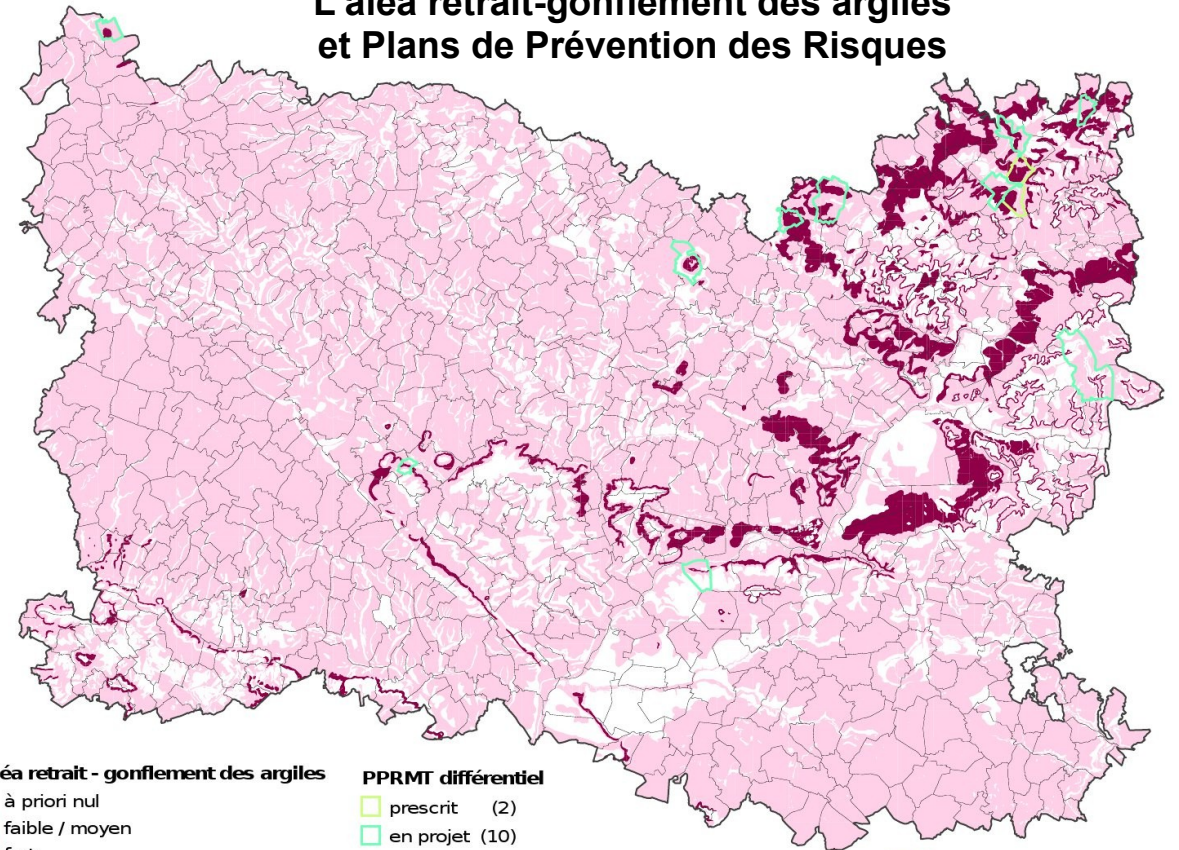 L'aléa retrait-gonflement des argiles
et Plans de Prévention des Risques
éa retrait - gonflement des argiles
à priori nul
faible / moyen
PPRMT différentiel
prescrit (2)
en projet (10)